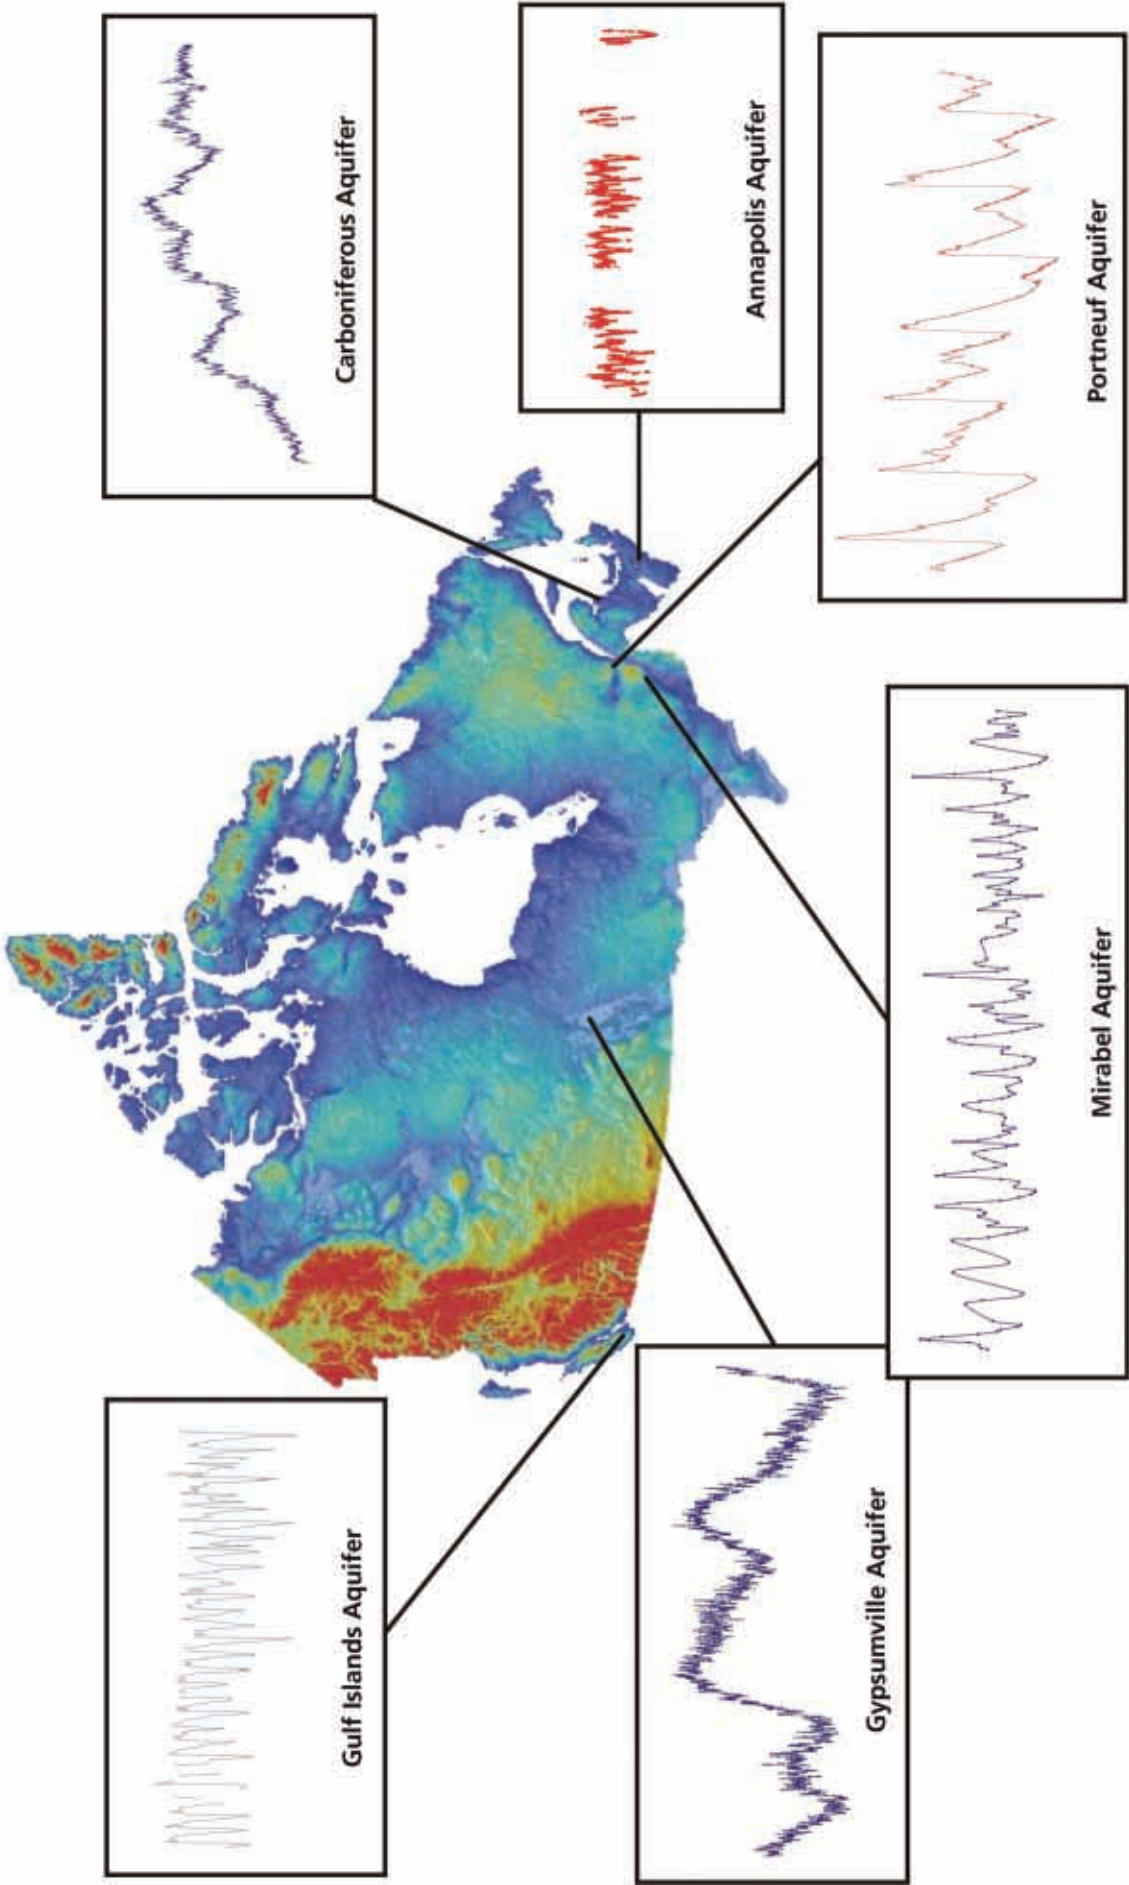 Carboniferous Aquifer
Annapolis Aquifer
Portneuf Aquifer
Mirabel Aquifer
Gypsumville Aquifer
Gulf Islands Aquifer